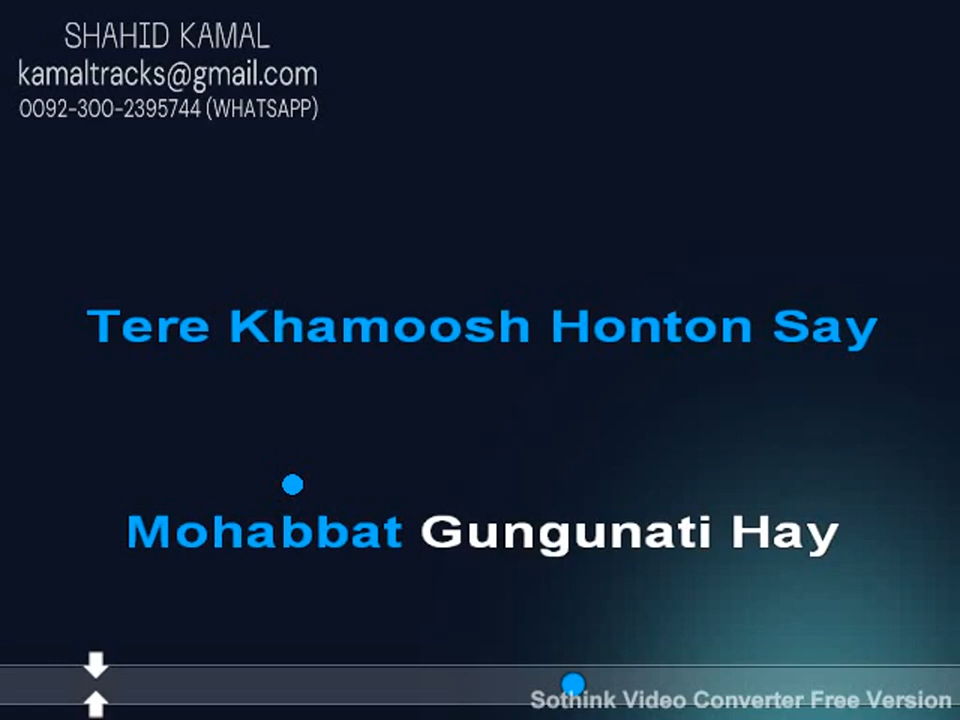 SHAHID KAMAL
kamaltracks@gmail.com
0092-300-2395744 (WHATSAPP)
Tere Khamoosh Honton Say
Mohabbat Gungunati Hay
Sothink Video Converter Free Version